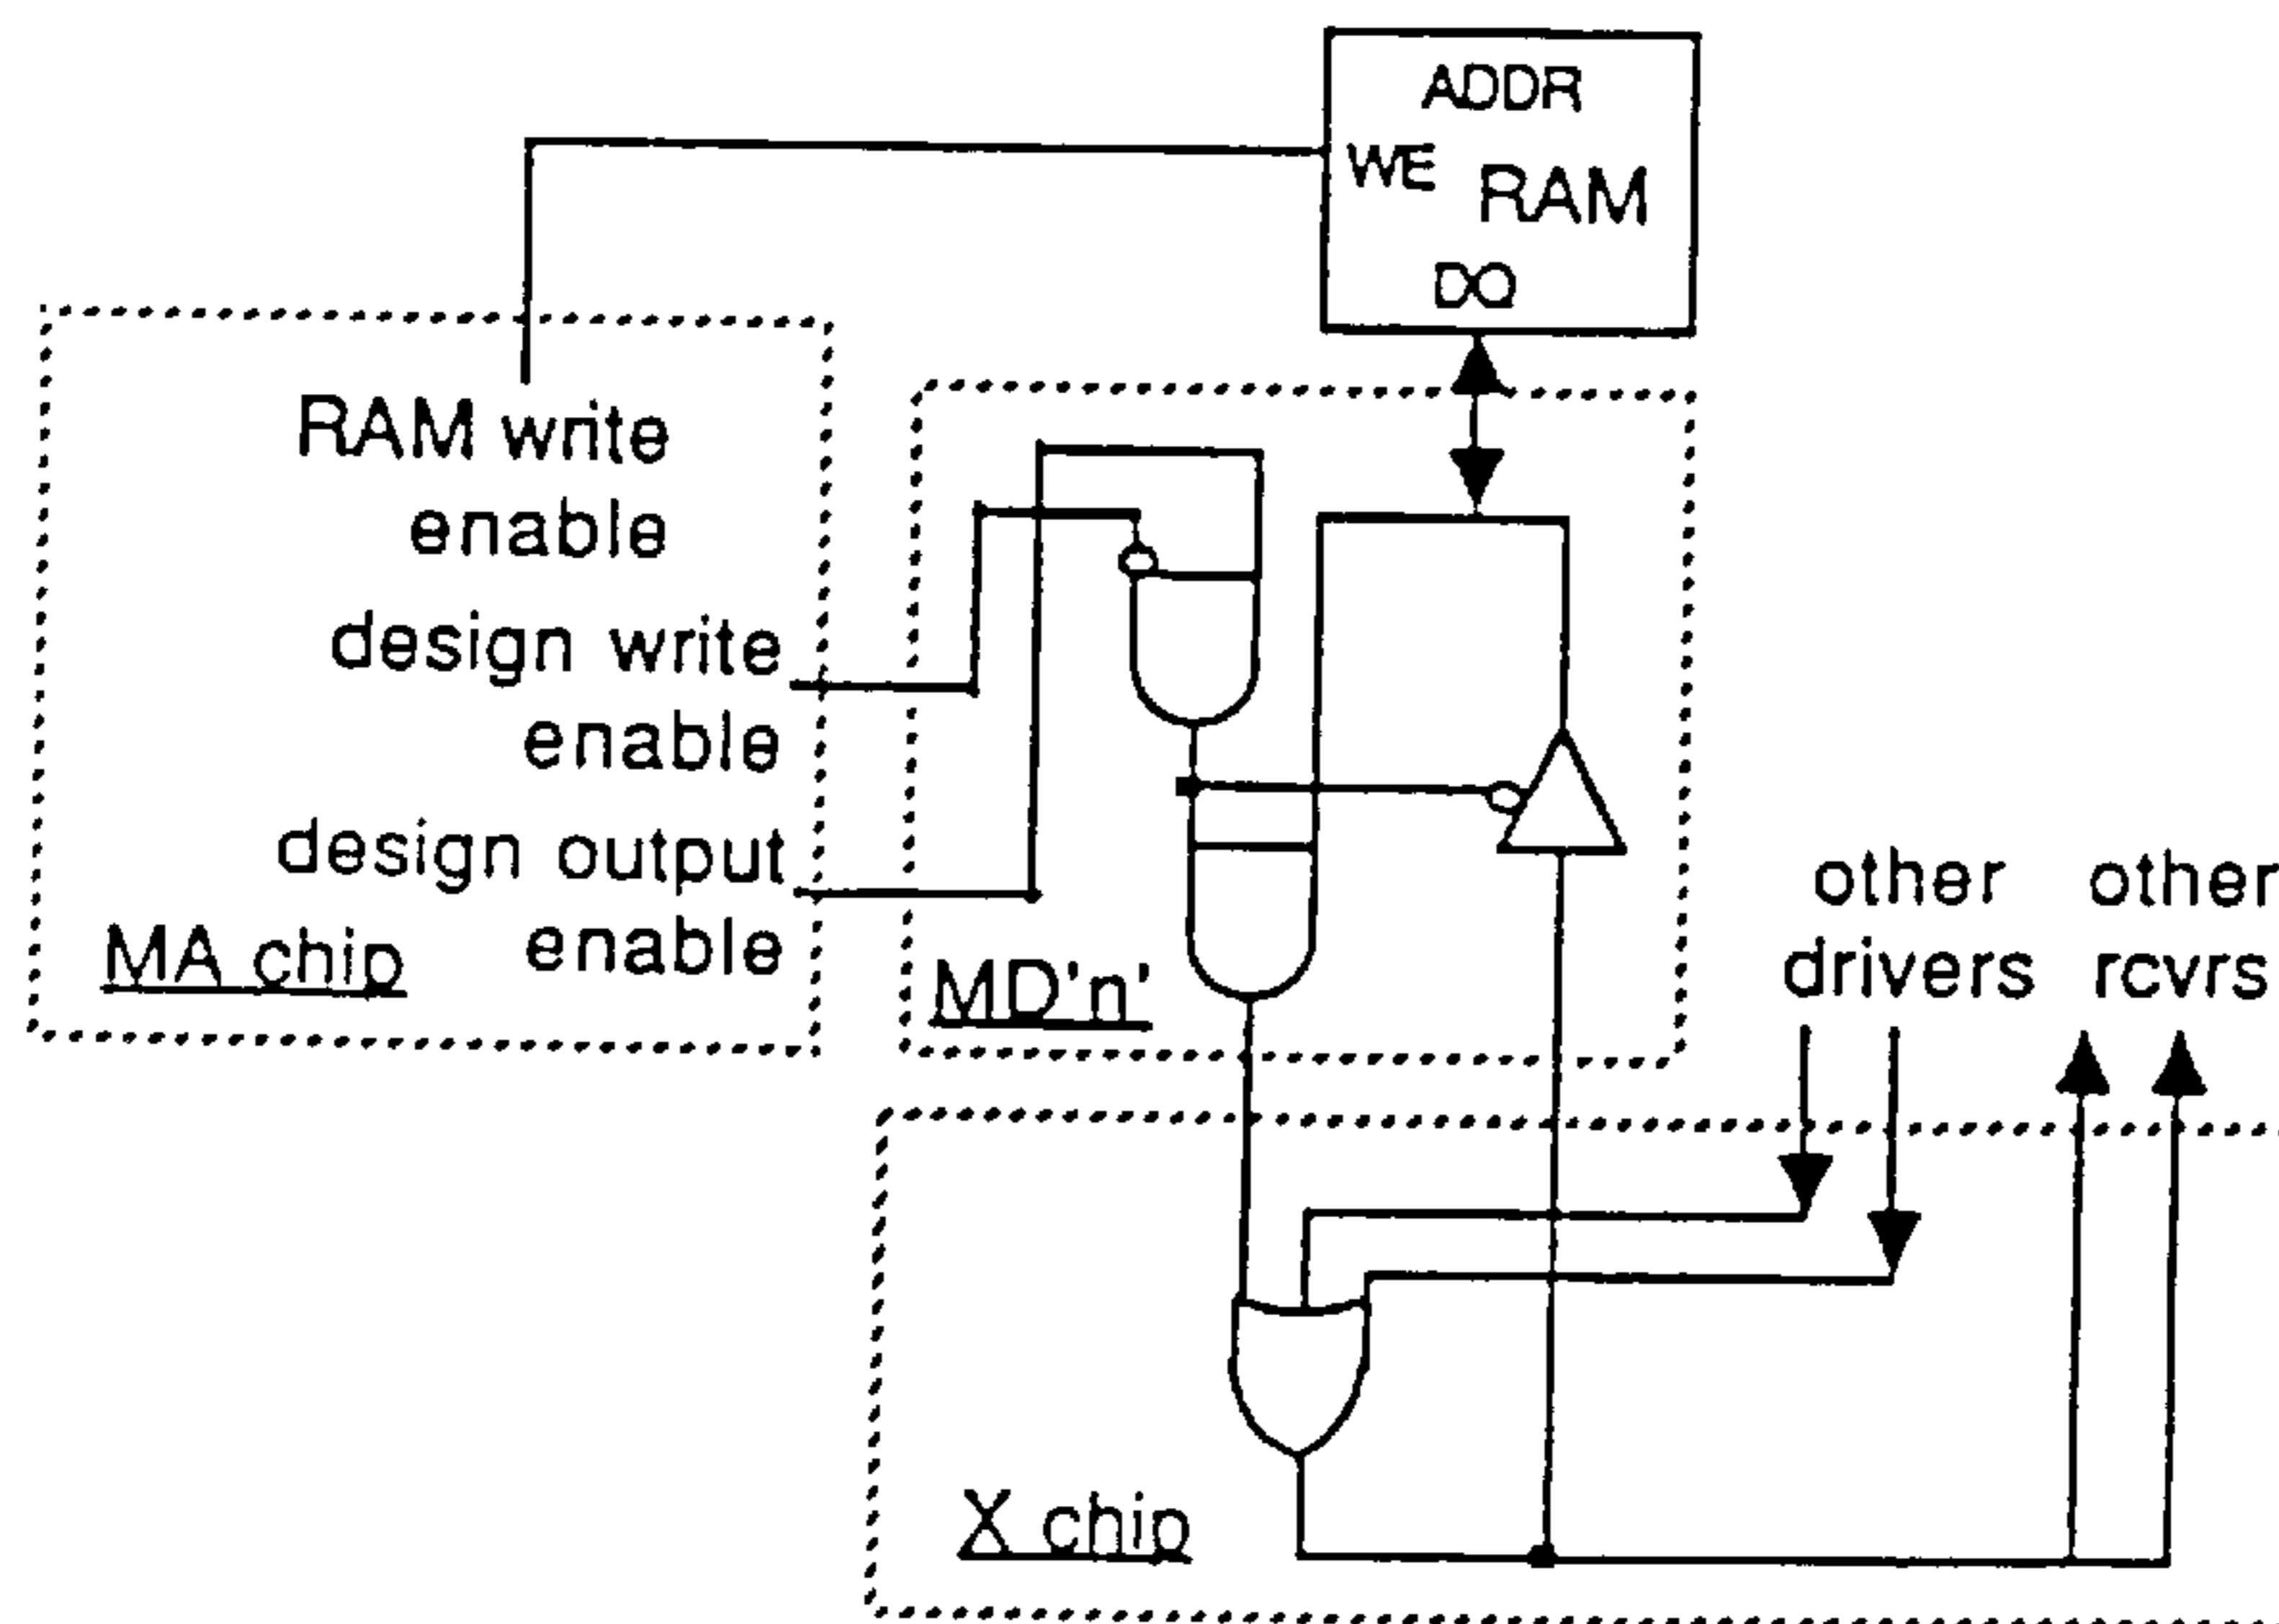 ADDR
WE
RAM
DQ
RAM write
enable
design write
enable
design output
enable
MA chip
MD'n'
other other
drivers rcvrs
X chip